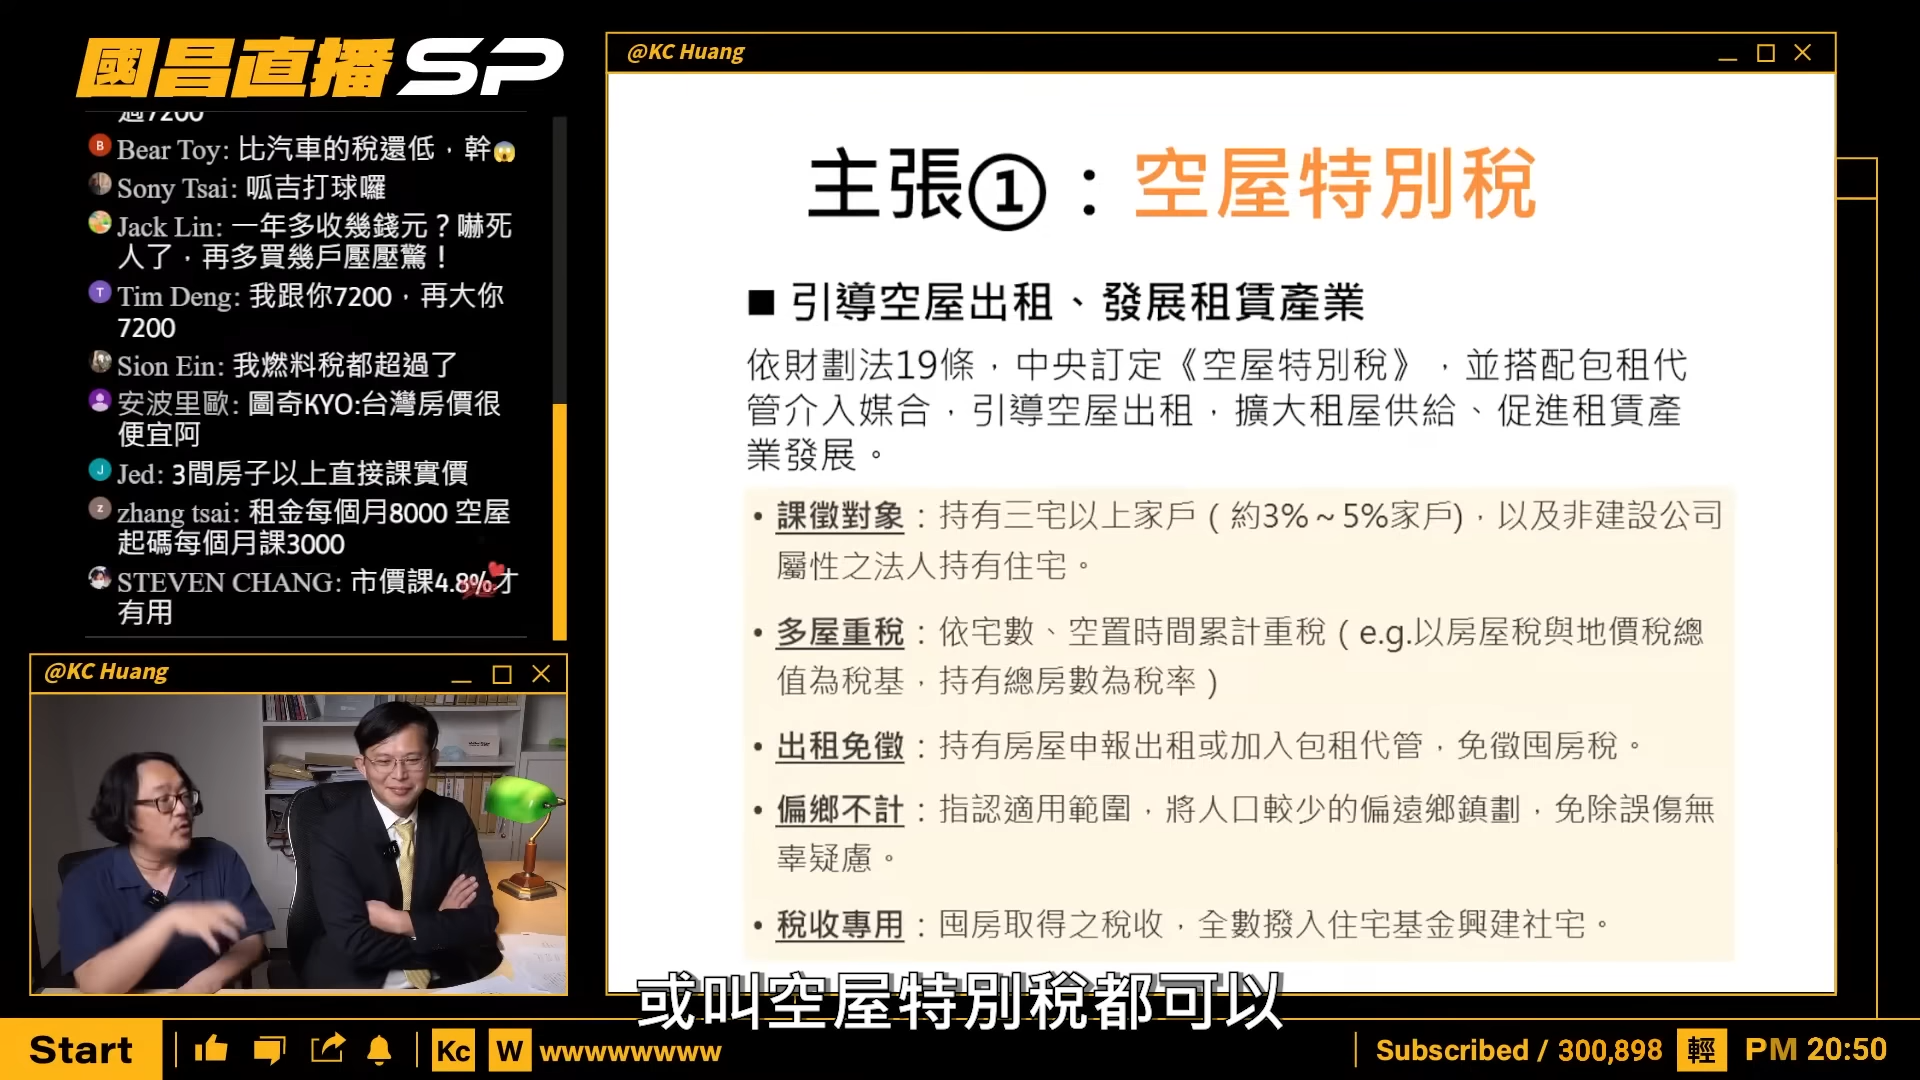 國昌直播SP
過7200
Bear Toy: 比汽車的稅還低，幹😱
Sony Tsai: 呱吉打球囉
Jack Lin: 一年多收幾錢元？嚇死
人了，再多買幾戶壓壓驚！
Tim Deng: 我跟你7200，再大你
7200
Sion Ein: 我燃料稅都超過了
安波里歐: 圖奇KYO:台灣房價很
便宜阿
Jed: 3間房子以上直接課實價
zhang tsai: 租金每個月8000 空屋
起碼每個月課3000
STEVEN CHANG: 市價課4.8%才
有用
@KC Huang
@KC Huang
主張①：空屋特別稅
■ 引導空屋出租、發展租賃產業
依財劃法19條，中央訂定《空屋特別稅》，並搭配包租代
管介入媒合，引導空屋出租，擴大租屋供給、促進租賃產
業發展。
• 課徵對象：持有三宅以上家戶（約3%～5%家戶)，以及非建設公司
屬性之法人持有住宅。
• 多屋重稅：依宅數、空置時間累計重稅（e.g.以房屋稅與地價稅總
值為稅基，持有總房數為稅率）
• 出租免徵：持有房屋申報出租或加入包租代管，免徵囤房稅。
• 偏鄉不計：指認適用範圍，將人口較少的偏遠鄉鎮劃，免除誤傷無
辜疑慮。
• 稅收專用：囤房取得之稅收，全數撥入住宅基金興建社宅。
或叫空屋特別稅都可以
Start
Kc W wwwwwwwww
Subscribed / 300,898 輕 PM 20:50